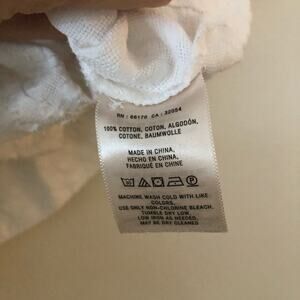 RN : 66170 CA : 32054
100% COTTON, COTON, ALGODÓN,
COTONE, BAUMWOLLE
MADE IN CHINA,
HECHO EN CHINA,
FABRIQUÉ EN CHINE
MACHINE WASH COLD WITH LIKE
COLORS,
USE ONLY NON-CHLORINE BLEACH,
TUMBLE DRY LOW,
LOW IRON AS NEEDED,
MAY BE DRY CLEANED